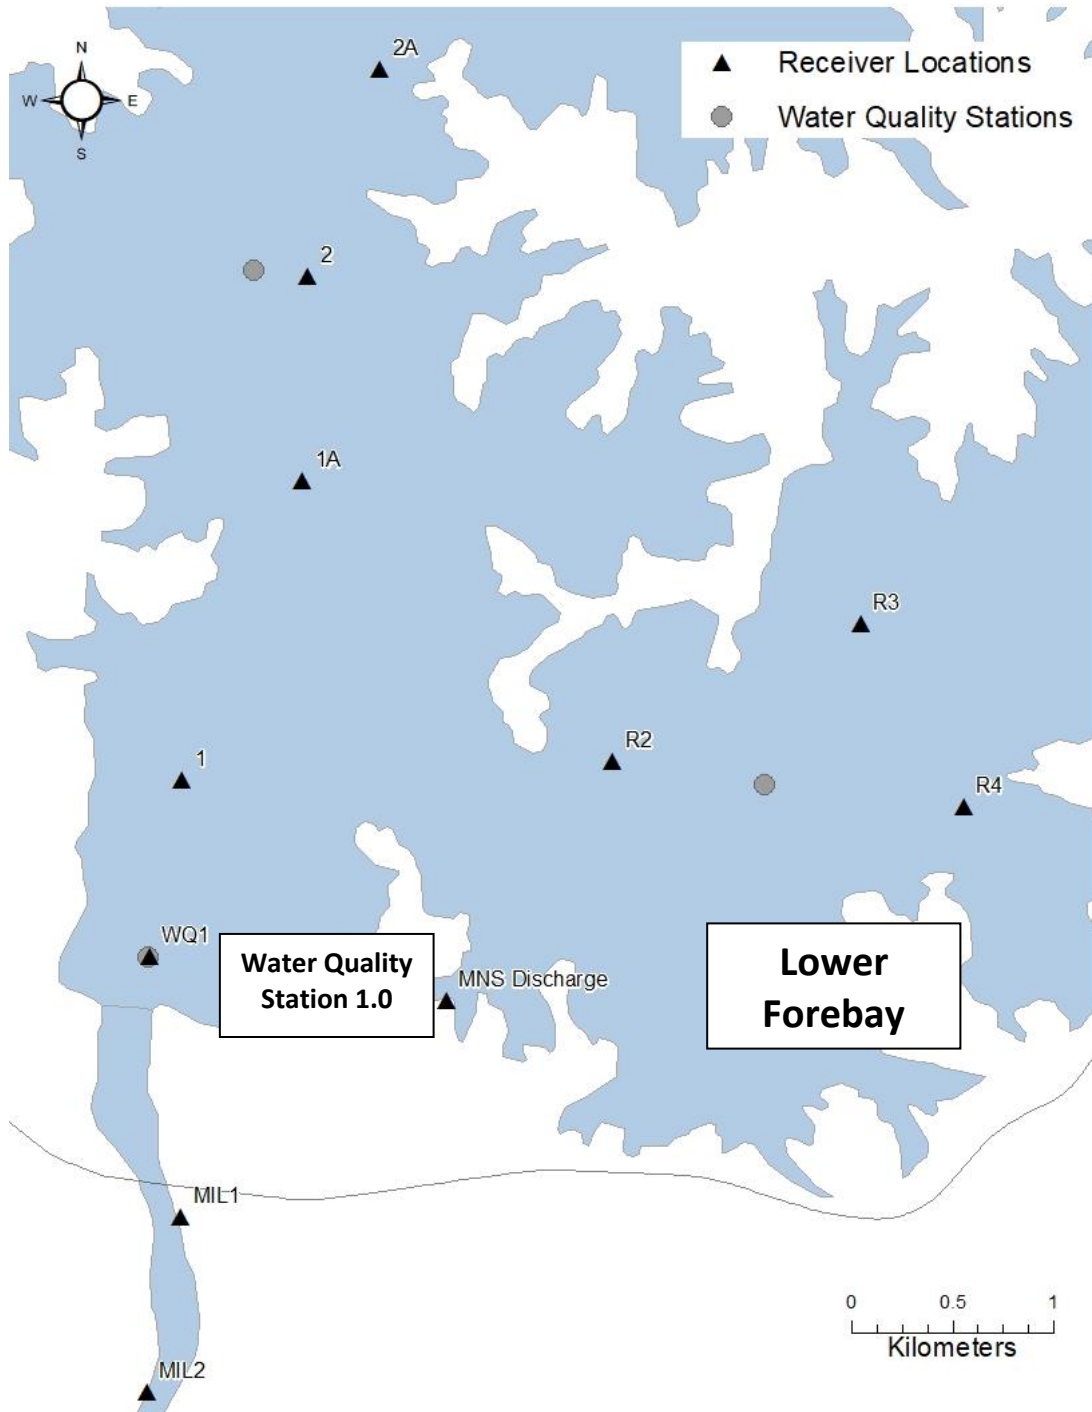 N
W
E
S
2A
Receiver Locations
Water Quality Stations
2
1A
R3
R2
1
R4
WQ1
Water Quality
Station 1.0
MNS Discharge
Lower
Forebay
MIL1
0 0.5 1
Kilometers
MIL2